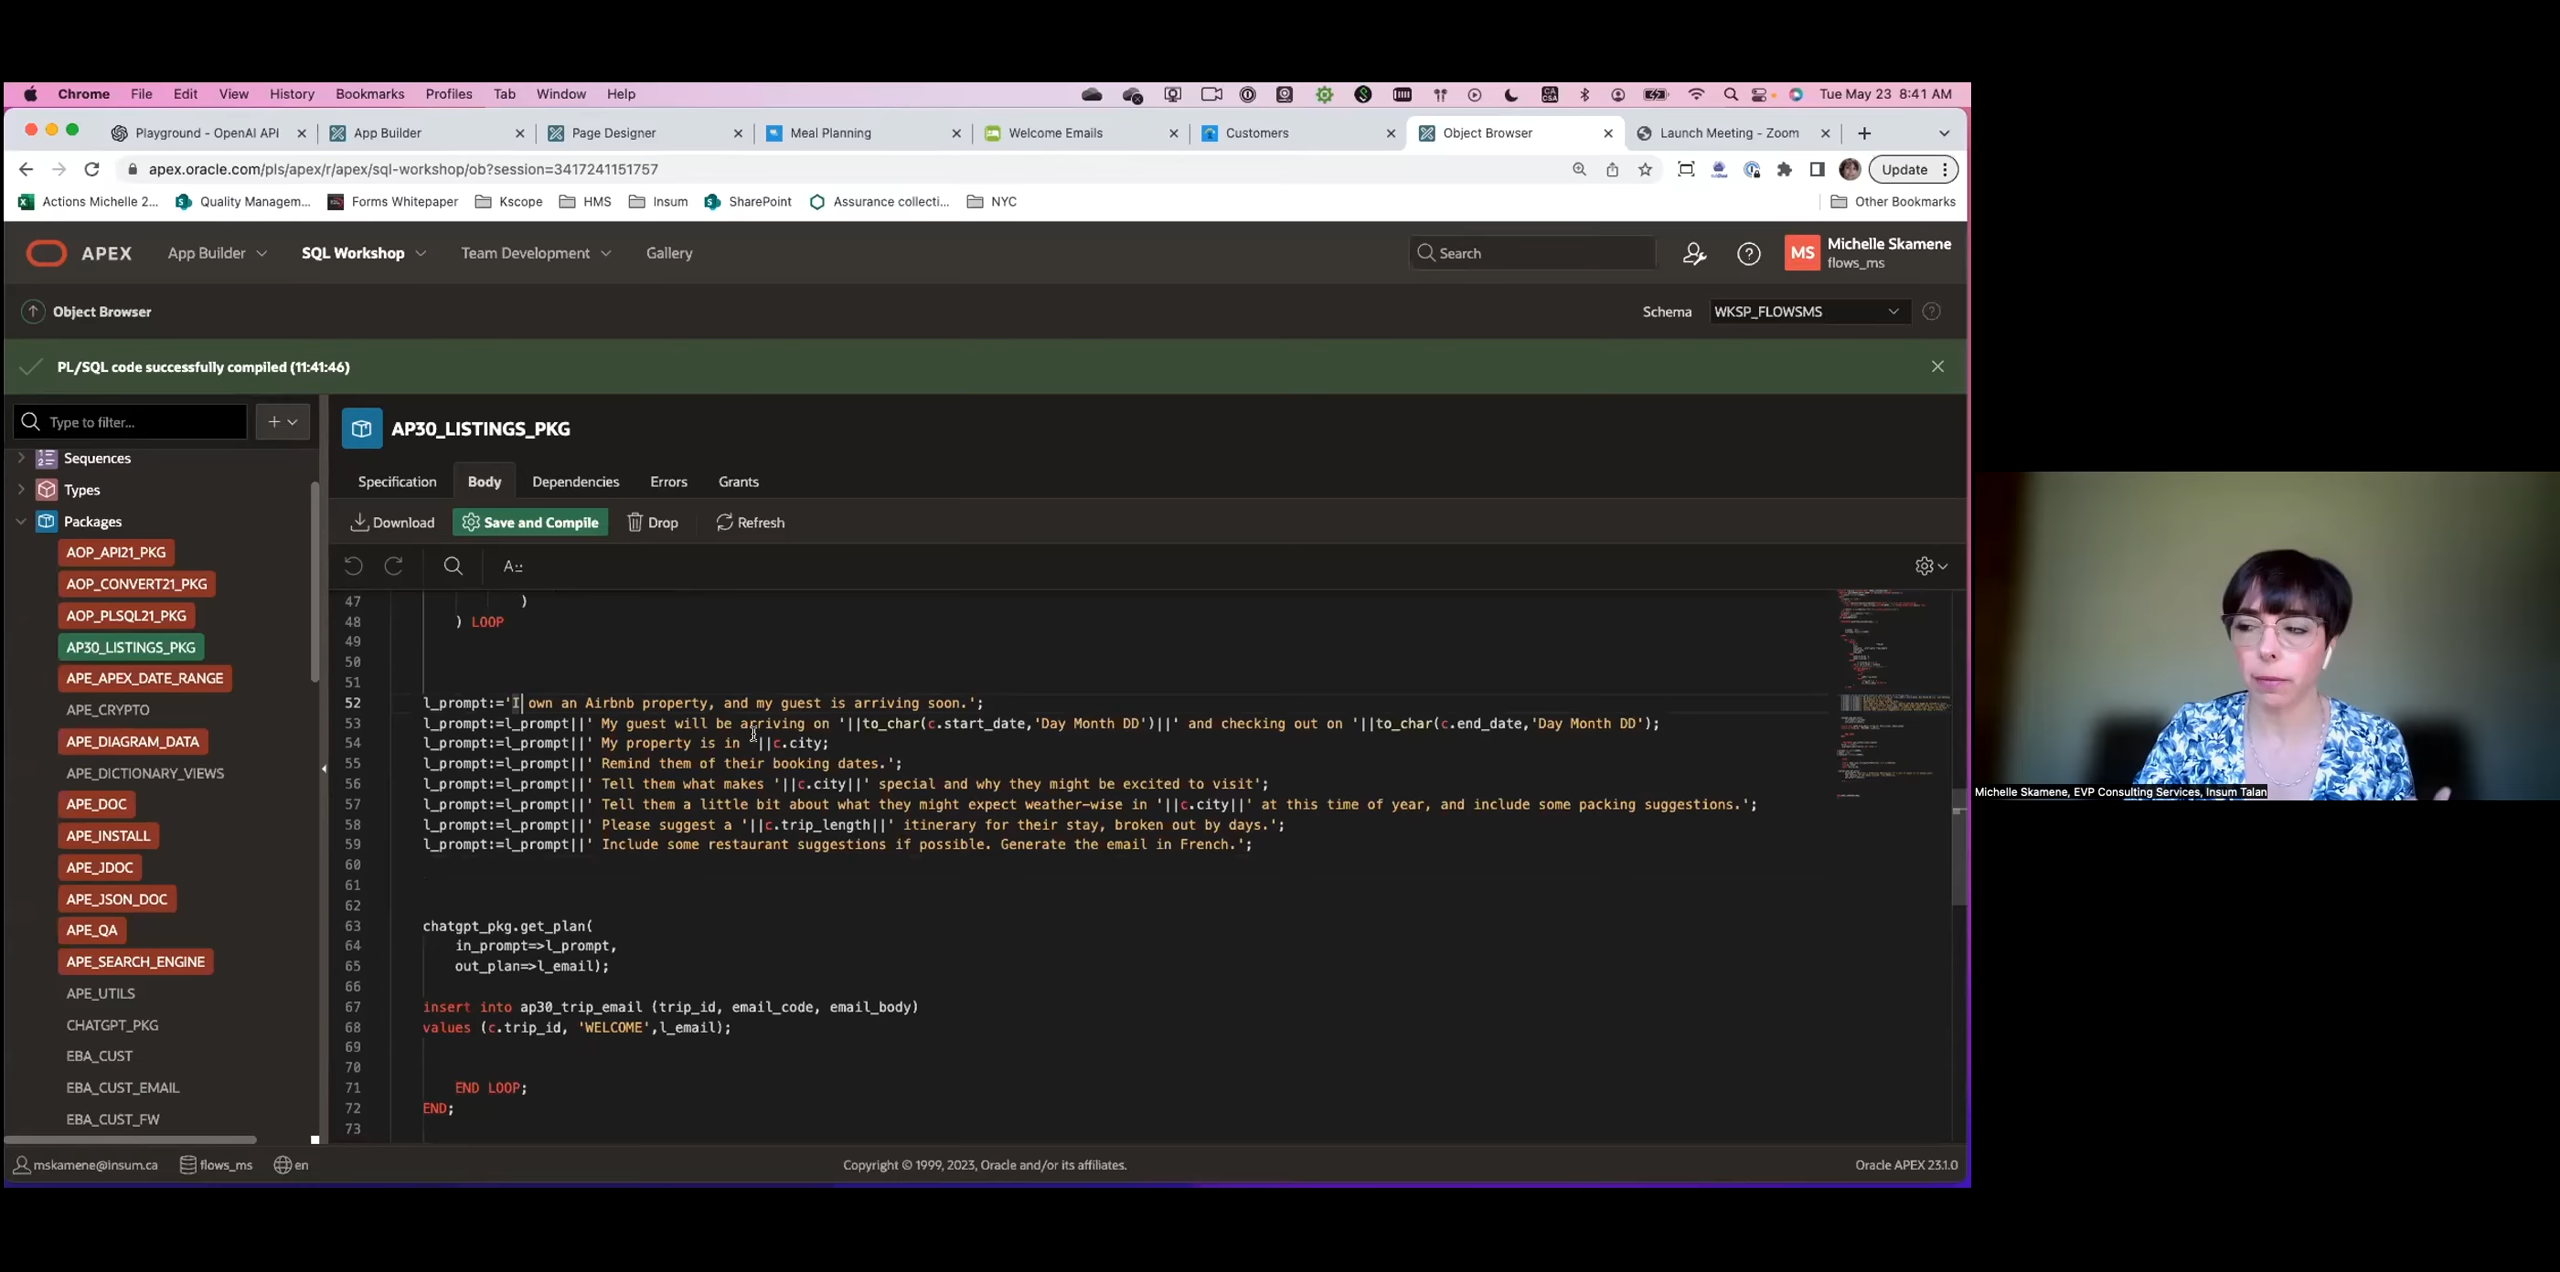 Chrome File Edit View History Bookmarks Profiles Tab Window Help Tue May 23 8:41 AM
Playground - OpenAI API App Builder Page Designer Meal Planning Welcome Emails Customers Object Browser Launch Meeting - Zoom
apex.oracle.com/pls/apex/r/apex/sql-workshop/ob?session=3417241151757 Update
Actions Michelle 2... Quality Managem... Forms Whitepaper Kscope HMS Insum SharePoint Assurance collecti... NYC Other Bookmarks
APEX App Builder SQL Workshop Team Development Gallery Search MS Michelle Skamene
flows_ms
Object Browser Schema WKSP_FLOWSMS
PL/SQL code successfully compiled (11:41:46)
Type to filter...
AP30_LISTINGS_PKG
Sequences
Types
Packages
AOP_API21_PKG
AOP_CONVERT21_PKG
AOP_PLSQL21_PKG
AP30_LISTINGS_PKG
APE_APEX_DATE_RANGE
APE_CRYPTO
APE_DIAGRAM_DATA
APE_DICTIONARY_VIEWS
APE_DOC
APE_INSTALL
APE_JDOC
APE_JSON_DOC
APE_QA
APE_SEARCH_ENGINE
APE_UTILS
CHATGPT_PKG
EBA_CUST
EBA_CUST_EMAIL
EBA_CUST_FW
Specification Body Dependencies Errors Grants
Download Save and Compile Drop Refresh
47 )
48 ) LOOP
49
50
51
52 l_prompt:='I own an Airbnb property, and my guest is arriving soon.';
53 l_prompt:=l_prompt||' My guest will be arriving on '||to_char(c.start_date,'Day Month DD')||' and checking out on '||to_char(c.end_date,'Day Month DD');
54 l_prompt:=l_prompt||' My property is in '||c.city;
55 l_prompt:=l_prompt||' Remind them of their booking dates.';
56 l_prompt:=l_prompt||' Tell them what makes '||c.city||' special and why they might be excited to visit';
57 l_prompt:=l_prompt||' Tell them a little bit about what they might expect weather-wise in '||c.city||' at this time of year, and include some packing suggestions.';
58 l_prompt:=l_prompt||' Please suggest a '||c.trip_length||' itinerary for their stay, broken out by days.';
59 l_prompt:=l_prompt||' Include some restaurant suggestions if possible. Generate the email in French.';
60
61
62
63 chatgpt_pkg.get_plan(
64 in_prompt=>l_prompt,
65 out_plan=>l_email);
66
67 insert into ap30_trip_email (trip_id, email_code, email_body)
68 values (c.trip_id, 'WELCOME',l_email);
69
70
71 END LOOP;
72 END;
73
mskamene@insum.ca flows_ms en Copyright © 1999, 2023, Oracle and/or its affiliates. Oracle APEX 23.1.0
Michelle Skamene, EVP Consulting Services, Insum Talan